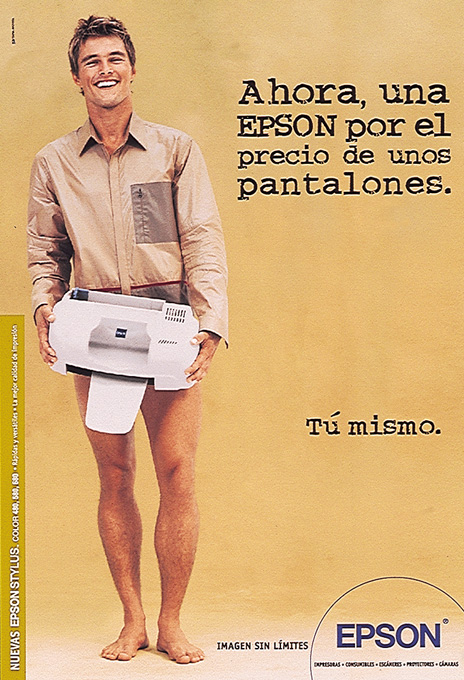 Ahora, una
EPSON por el
precio de unos
pantalones.
Tú mismo.
NUEVAS EPSON STYLUS. COLOR 480, 580, 680 • Rápidas y versátiles • La mejor calidad de impresión
IMAGEN SIN LÍMITES
EPSON®
IMPRESORAS • CONSUMIBLES • ESCÁNERES • PROYECTORES • CÁMARAS